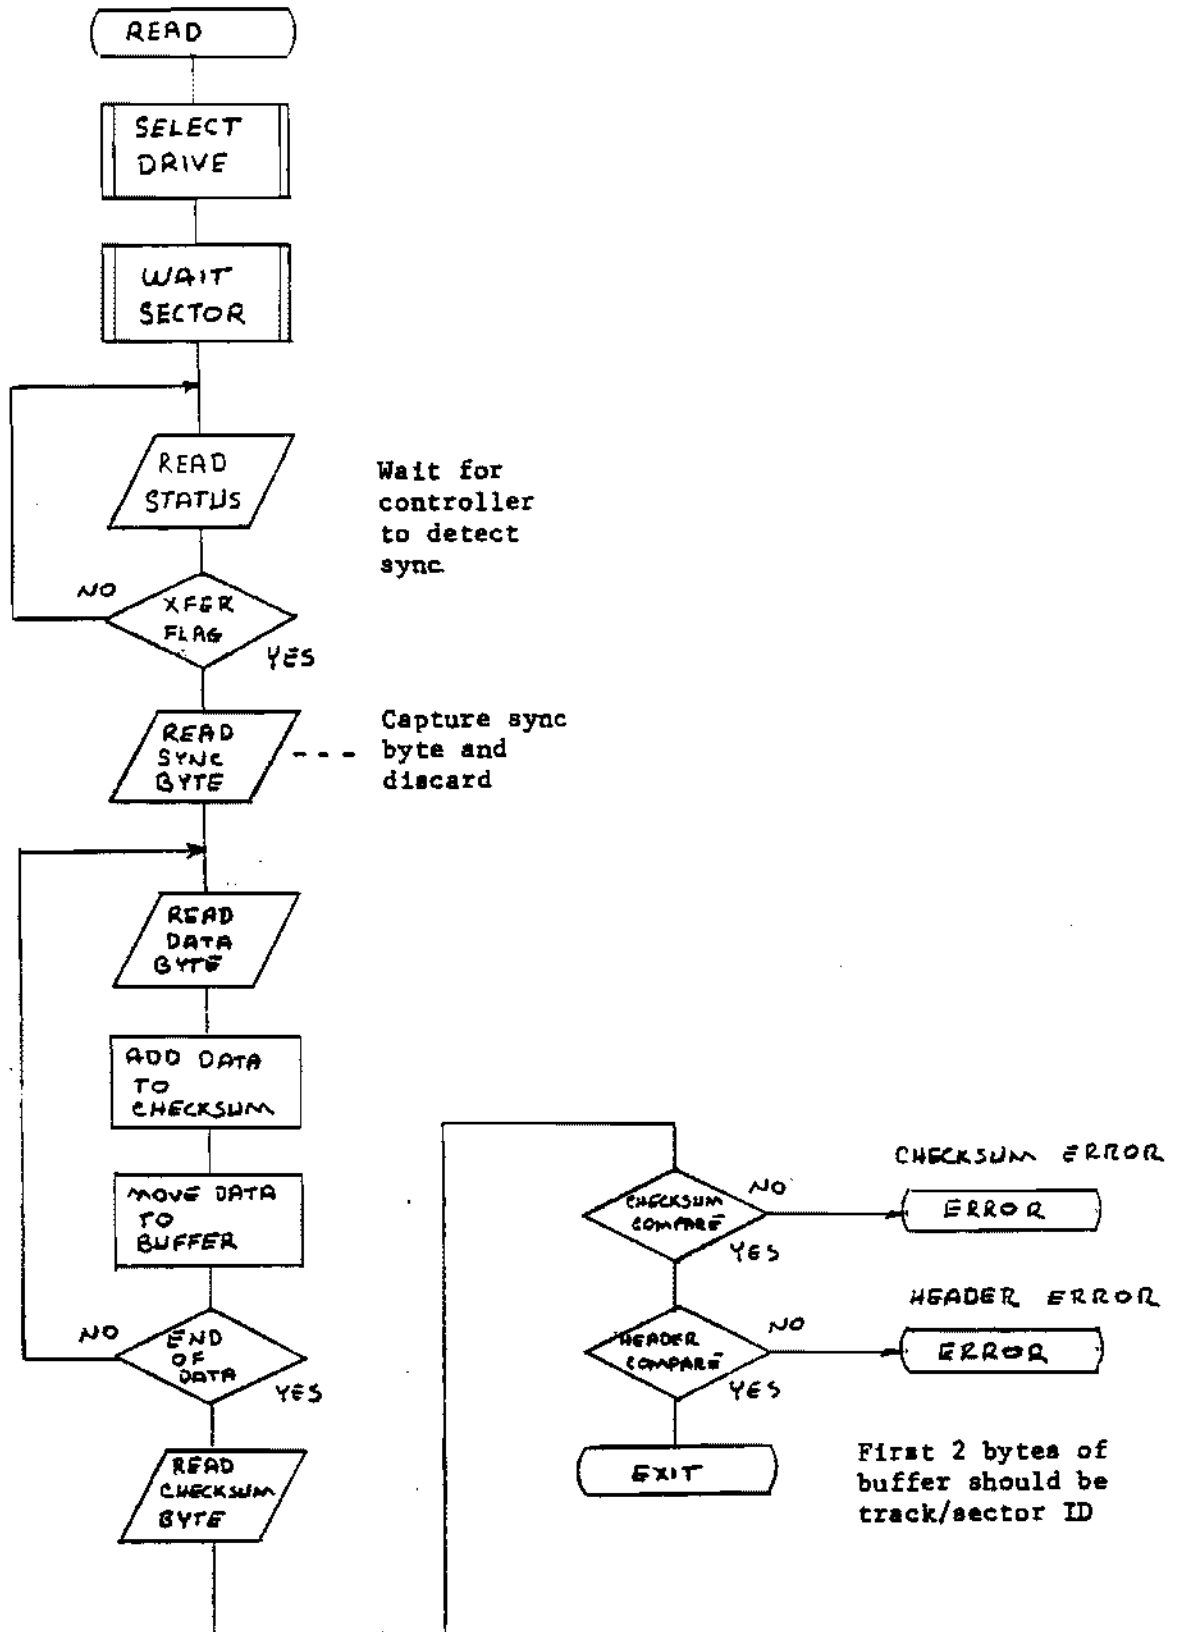 READ
SELECT
DRIVE
WAIT
SECTOR
READ
STATUS
Wait for
controller
to detect
sync
NO
XFER
FLAG
YES
READ
SYNC
BYTE
Capture sync
byte and
discard
READ
DATA
BYTE
ADD DATA
TO
CHECKSUM
MOVE DATA
TO
BUFFER
NO
END
OF
DATA
YES
READ
CHECKSUM
BYTE
CHECKSUM
COMPARE
NO
YES
CHECKSUM ERROR
ERROR
HEADER
COMPARE
NO
YES
HEADER ERROR
ERROR
EXIT
First 2 bytes of
buffer should be
track/sector ID